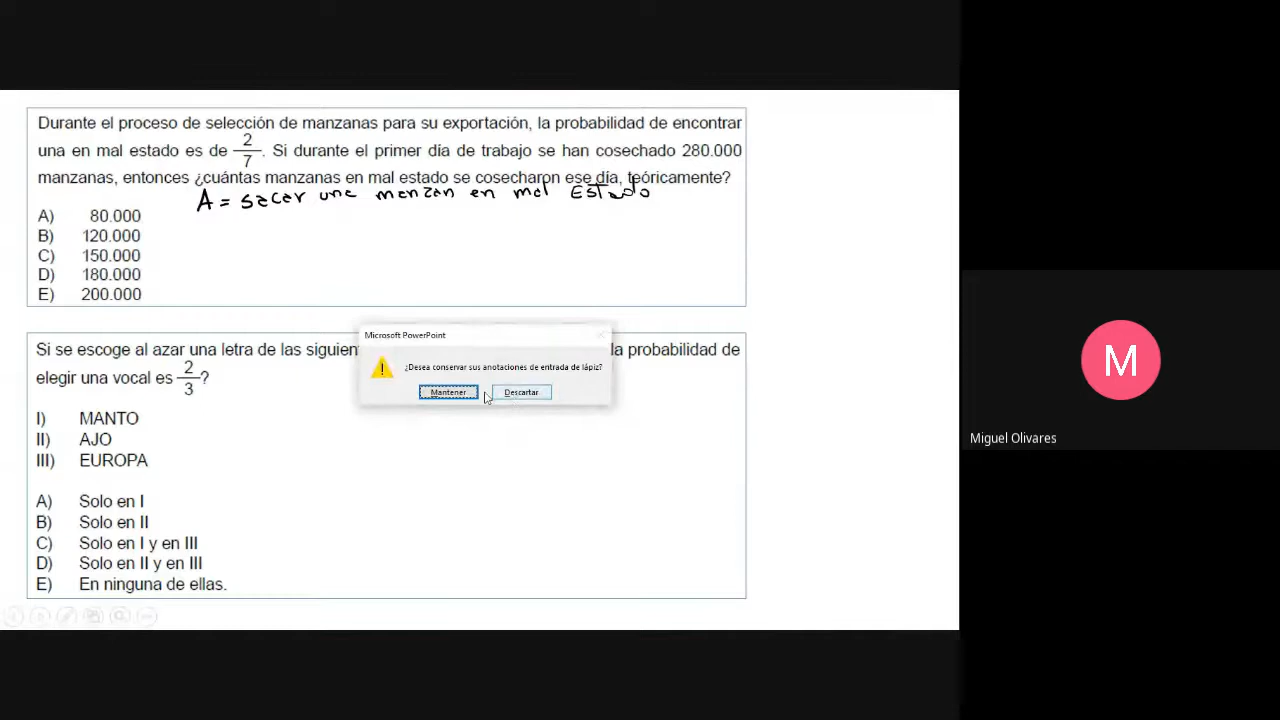 Durante el proceso de selección de manzanas para su exportación, la probabilidad de encontrar
una en mal estado es de 2/7. Si durante el primer día de trabajo se han cosechado 280.000
manzanas, entonces ¿cuántas manzanas en mal estado se cosecharon ese día, teóricamente?
A = sacar una manzan en mal Estado
A) 80.000
B) 120.000
C) 150.000
D) 180.000
E) 200.000
Microsoft PowerPoint
¿Desea conservar sus anotaciones de entrada de lápiz?
Mantener Descartar
Si se escoge al azar una letra de las la probabilidad de
elegir una vocal es 2/3?
I) MANTO
II) AJO
III) EUROPA
A) Solo en I
B) Solo en II
C) Solo en I y en III
D) Solo en II y en III
E) En ninguna de ellas.
M
Miguel Olivares